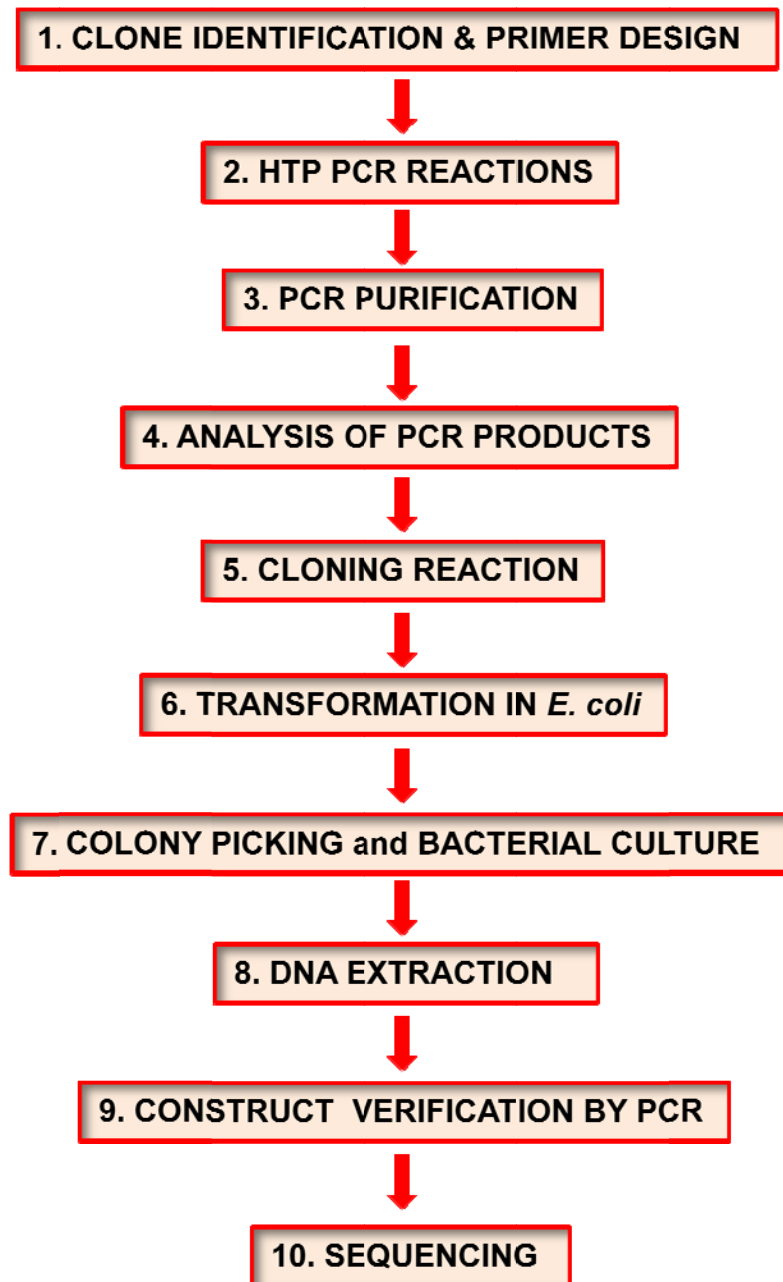 1. CLONE IDENTIFICATION & PRIMER DESIGN
2. HTP PCR REACTIONS
3. PCR PURIFICATION
4. ANALYSIS OF PCR PRODUCTS
5. CLONING REACTION
6. TRANSFORMATION IN E. coli
7. COLONY PICKING and BACTERIAL CULTURE
8. DNA EXTRACTION
9. CONSTRUCT VERIFICATION BY PCR
10. SEQUENCING